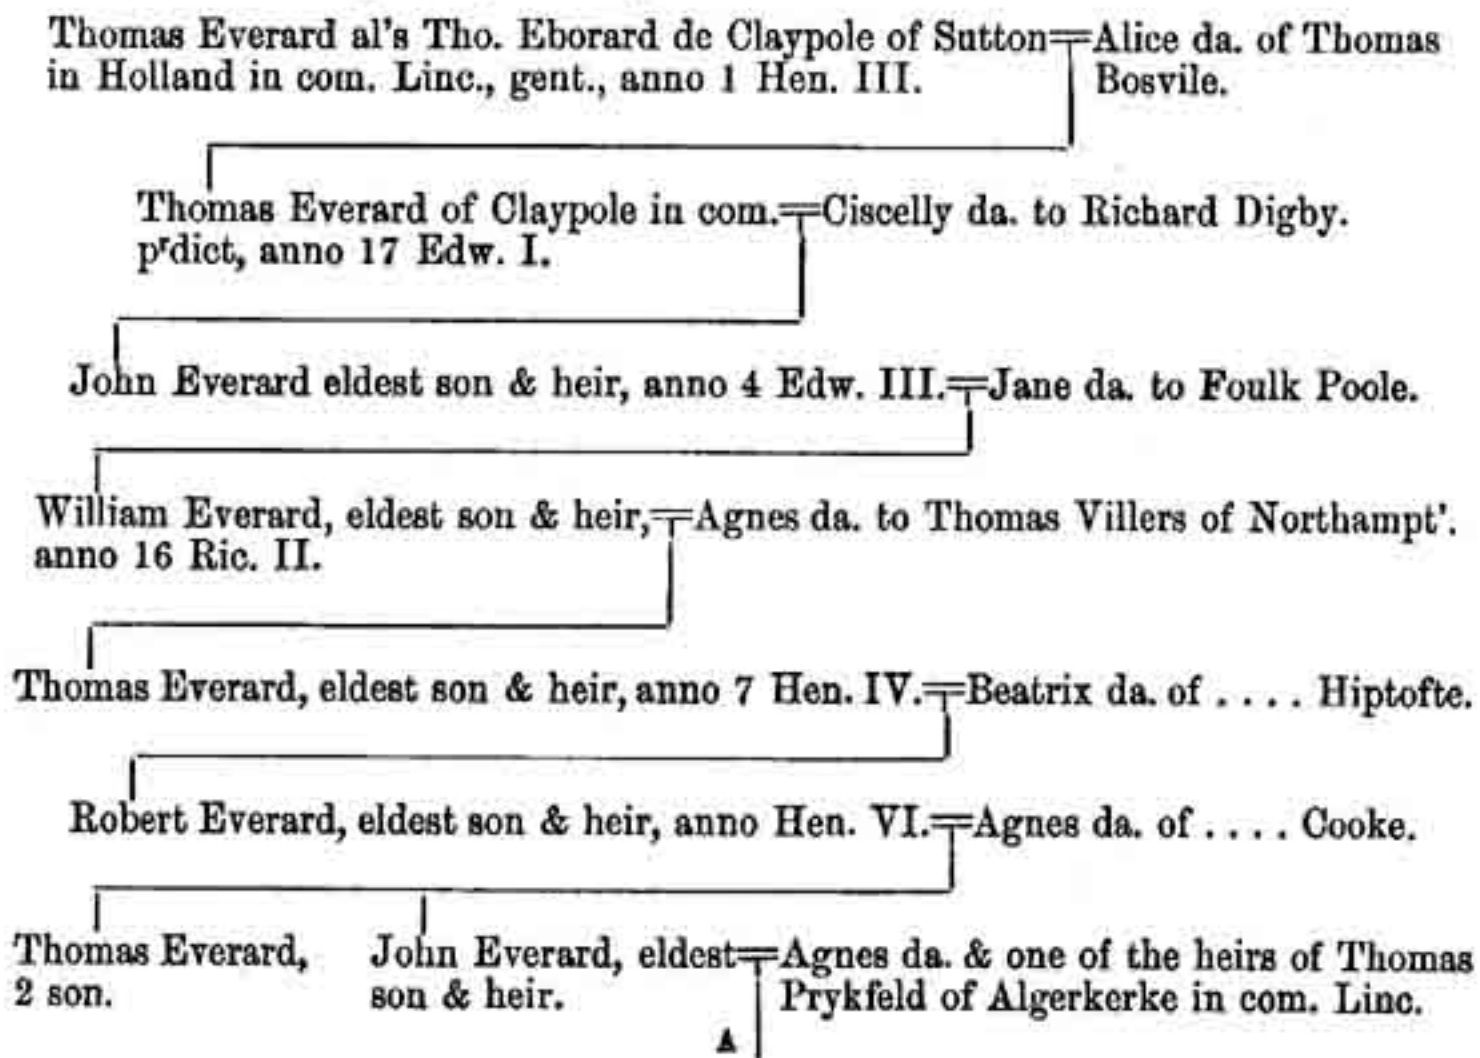 Thomas Everard al's Tho. Eborard de Claypole of Sutton Alice da. of Thomas
in Holland in com. Linc., gent., anno 1 Hen. III. Bosvile.
Thomas Everard of Claypole in com. Ciscelly da. to Richard Digby.
pʳdict, anno 17 Edw. I.
John Everard eldest son & heir, anno 4 Edw. III. Jane da. to Foulk Poole.
William Everard, eldest son & heir, Agnes da. to Thomas Villers of Northampt'.
anno 16 Ric. II.
Thomas Everard, eldest son & heir, anno 7 Hen. IV. Beatrix da. of . . . . Hiptofte.
Robert Everard, eldest son & heir, anno Hen. VI. Agnes da. of . . . . Cooke.
Thomas Everard,
2 son.
John Everard, eldest
son & heir.
Agnes da. & one of the heirs of Thomas
Prykfeld of Algerkerke in com. Linc.
A